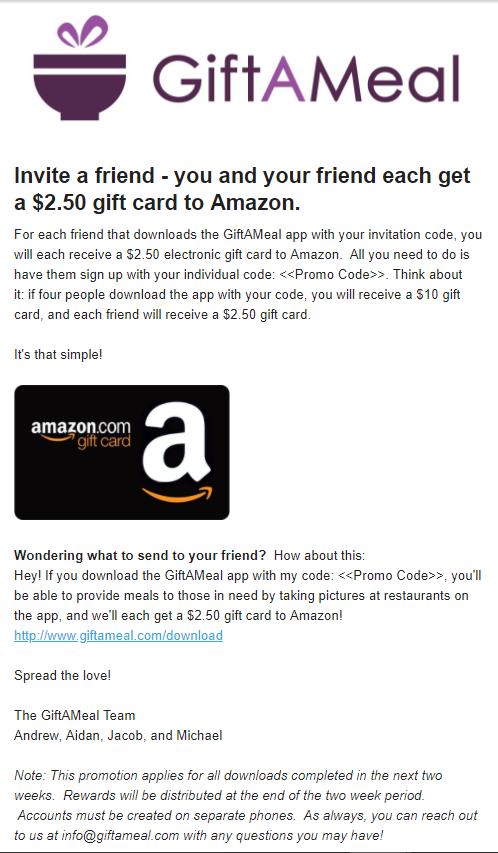 GiftAMeal
Invite a friend - you and your friend each get
a $2.50 gift card to Amazon.
For each friend that downloads the GiftAMeal app with your invitation code, you
will each receive a $2.50 electronic gift card to Amazon.  All you need to do is
have them sign up with your individual code: <<Promo Code>>. Think about
it: if four people download the app with your code, you will receive a $10 gift
card, and each friend will receive a $2.50 gift card.
It's that simple!
amazon.com
gift card
a
Wondering what to send to your friend?  How about this:
Hey! If you download the GiftAMeal app with my code: <<Promo Code>>, you'll
be able to provide meals to those in need by taking pictures at restaurants on
the app, and we'll each get a $2.50 gift card to Amazon!
http://www.giftameal.com/download
Spread the love!
The GiftAMeal Team
Andrew, Aidan, Jacob, and Michael
Note: This promotion applies for all downloads completed in the next two
weeks.  Rewards will be distributed at the end of the two week period.
Accounts must be created on separate phones.  As always, you can reach out
to us at info@giftameal.com with any questions you may have!